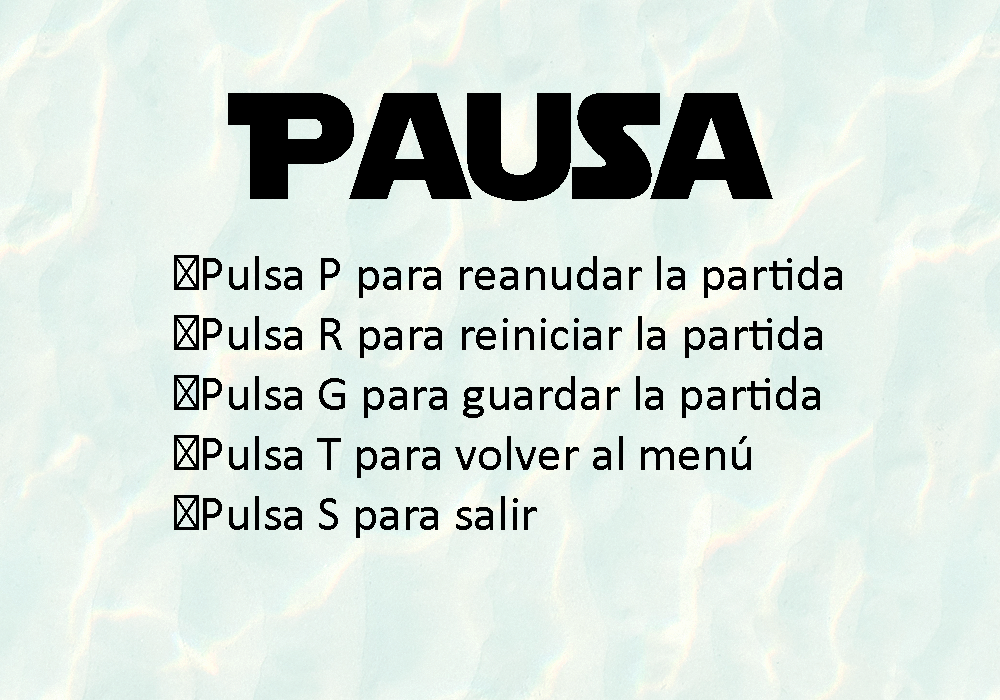 PAUSA
Pulsa P para reanudar la partida
Pulsa R para reiniciar la partida
Pulsa G para guardar la partida
Pulsa T para volver al menú
Pulsa S para salir